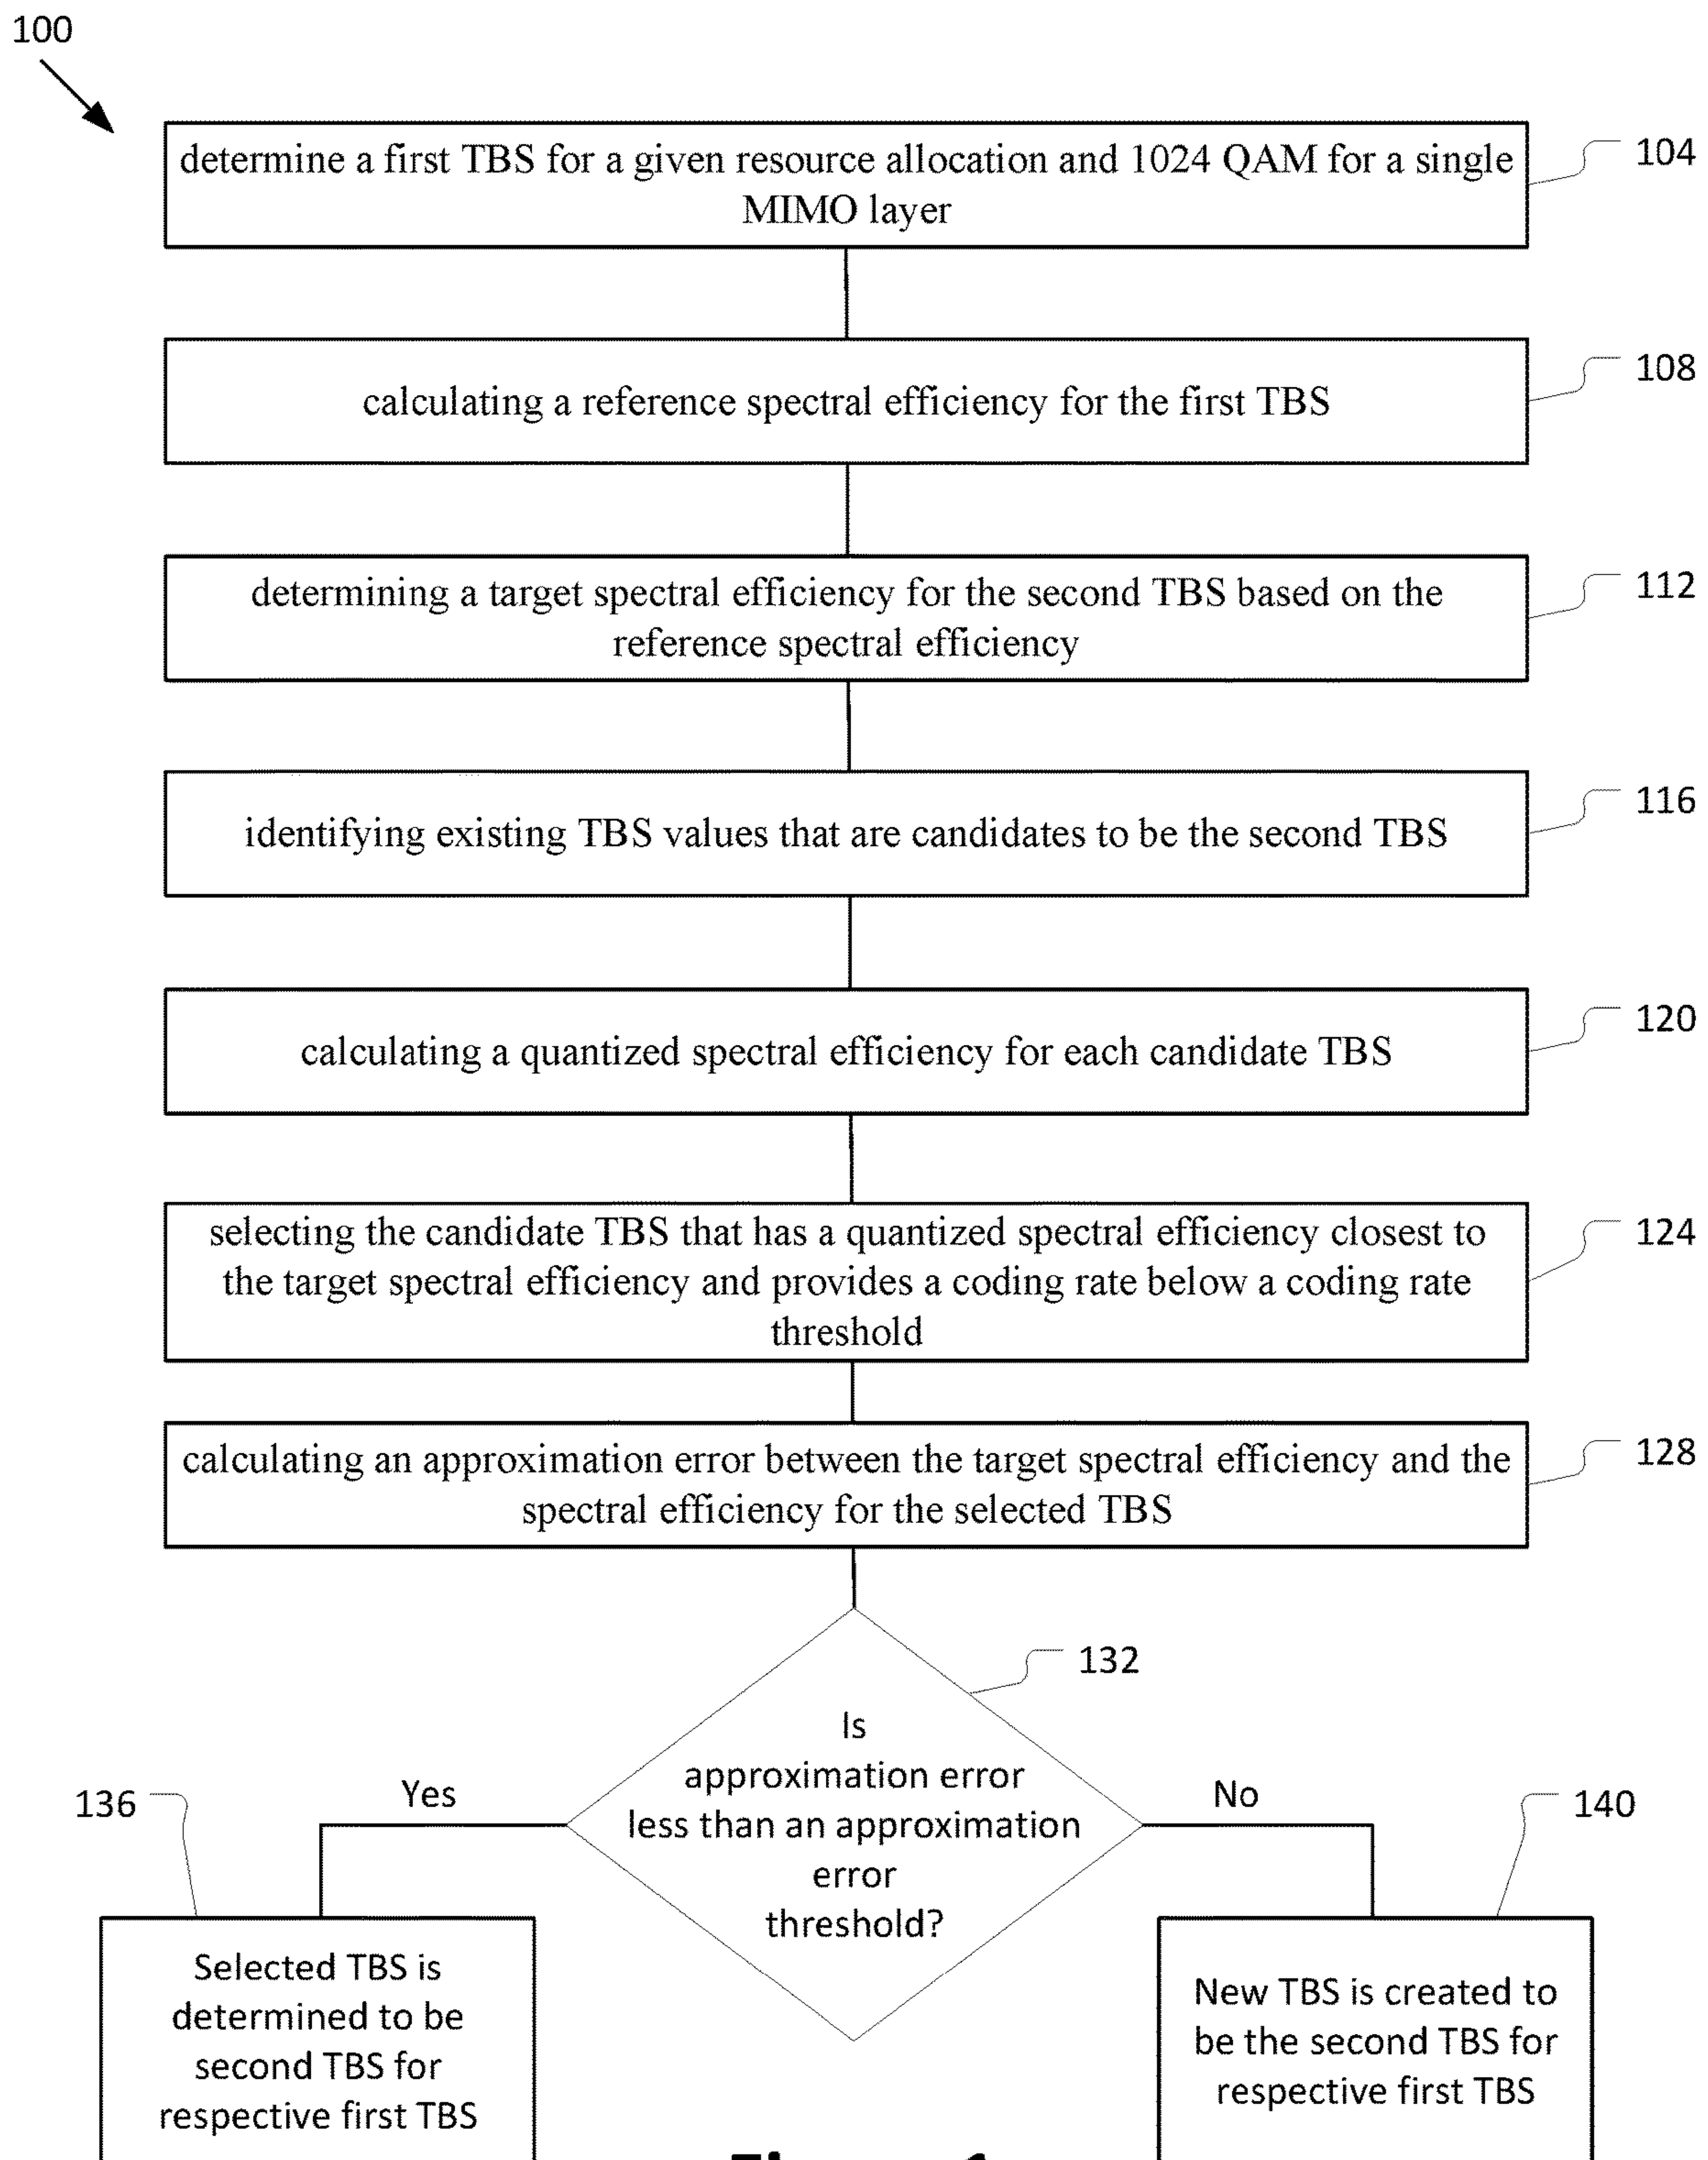 100
determine a first TBS for a given resource allocation and 1024 QAM for a single
MIMO layer
104
calculating a reference spectral efficiency for the first TBS
108
determining a target spectral efficiency for the second TBS based on the
reference spectral efficiency
112
identifying existing TBS values that are candidates to be the second TBS
116
calculating a quantized spectral efficiency for each candidate TBS
120
selecting the candidate TBS that has a quantized spectral efficiency closest to
the target spectral efficiency and provides a coding rate below a coding rate
threshold
124
calculating an approximation error between the target spectral efficiency and the
spectral efficiency for the selected TBS
128
132
Is
approximation error
less than an approximation
error
threshold?
Yes
No
136
140
Selected TBS is
determined to be
second TBS for
respective first TBS
New TBS is created to
be the second TBS for
respective first TBS